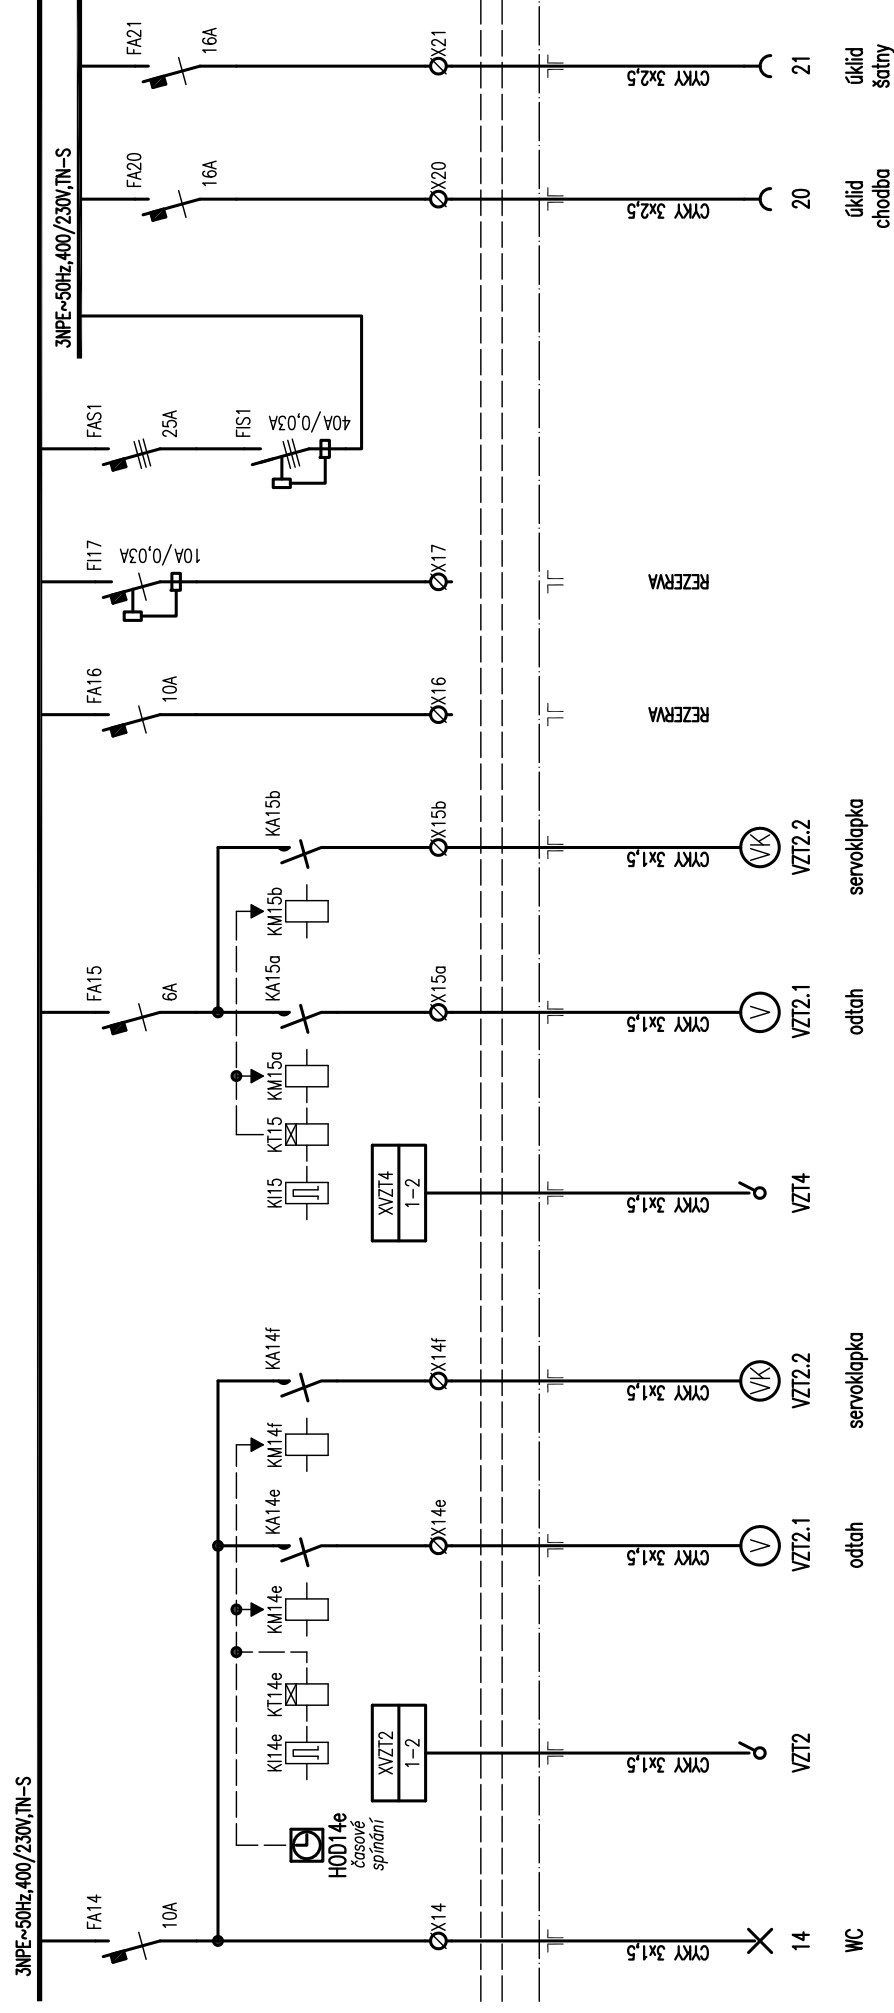 3NPE~50Hz,400/230V,TN-S
FA14
10A
X14
CYKY 3x1,5
14
WC
HOD14e
časové
spínání
KI14e
KT14e
XVZT2
1-2
CYKY 3x1,5
VZT2
KM14e
KA14e
X14e
CYKY 3x1,5
V
VZT2.1
odtah
KM14f
KA14f
X14f
CYKY 3x1,5
VK
VZT2.2
servoklapka
XVZT4
1-2
CYKY 3x1,5
VZT4
KI15
KT15
KM15a
FA15
6A
KA15a
X15a
CYKY 3x1,5
V
VZT2.1
odtah
KM15b
KA15b
X15b
CYKY 3x1,5
VK
VZT2.2
servoklapka
FA16
10A
X16
REZERVA
FI17
10A/0,03A
X17
REZERVA
FAS1
25A
FIS1
40A/0,03A
3NPE~50Hz,400/230V,TN-S
FA20
16A
X20
CYKY 3x2,5
20
úklid
chodba
FA21
16A
X21
CYKY 3x2,5
21
úklid
šatny